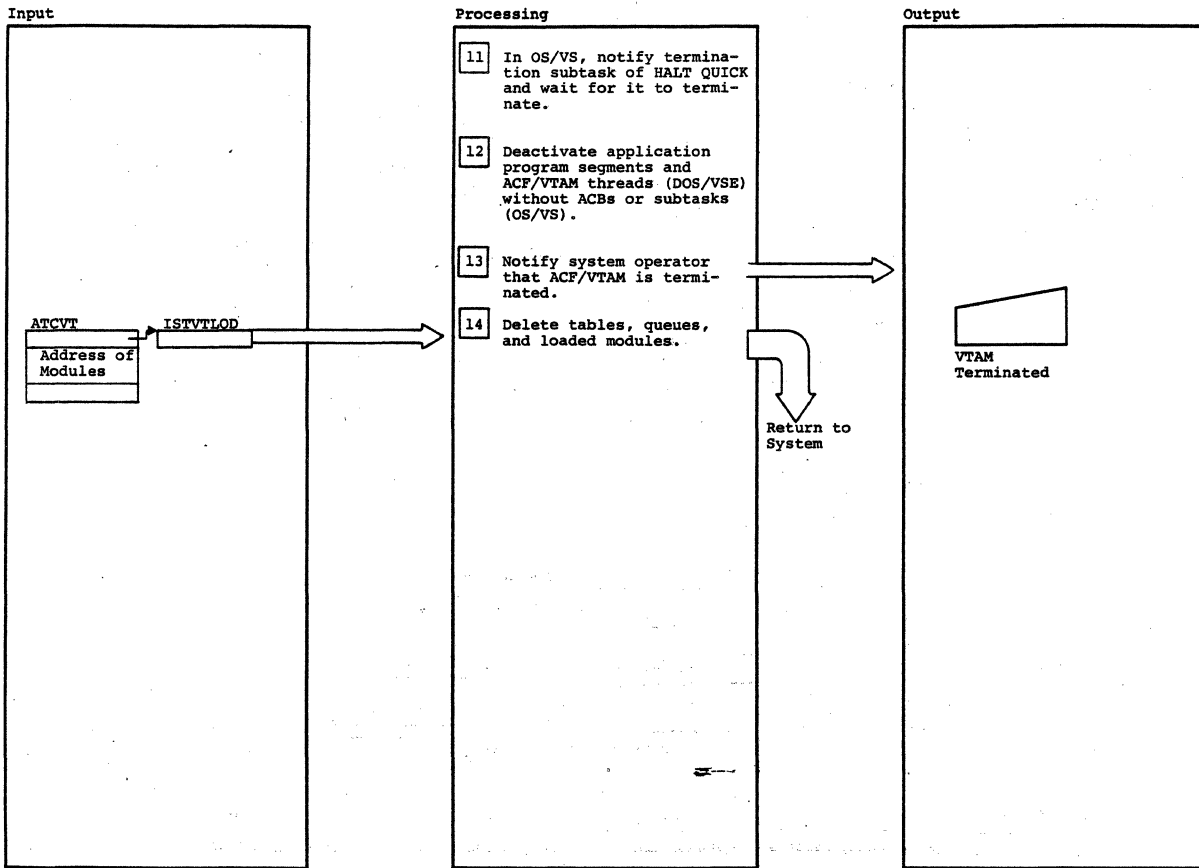 Input
Processing
Output
11 In OS/VS, notify termina-
tion subtask of HALT QUICK
and wait for it to termi-
nate.
12 Deactivate application
program segments and
ACF/VTAM threads (DOS/VSE)
without ACBs or subtasks
(OS/VS).
13 Notify system operator
that ACF/VTAM is termi-
nated.
14 Delete tables, queues,
and loaded modules.
ATCVT
ISTVTLOD
Address of
Modules
VTAM
Terminated
Return to
System